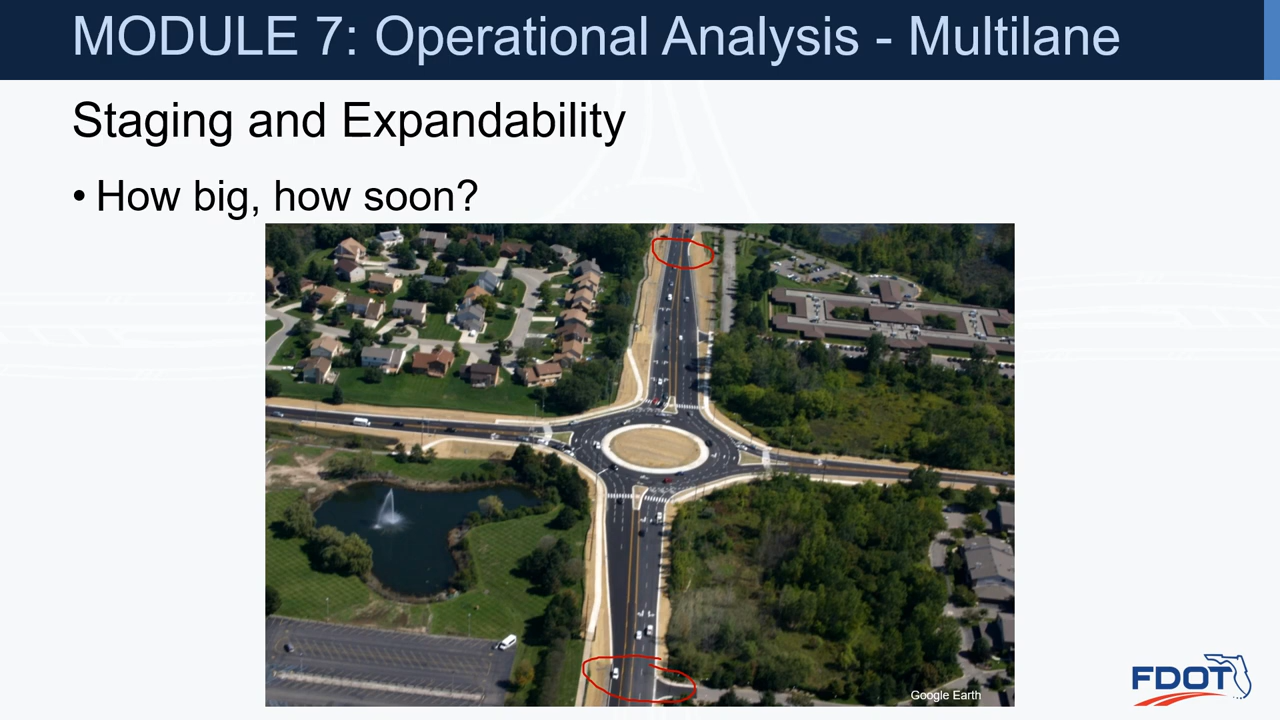 MODULE 7: Operational Analysis - Multilane
Staging and Expandability
• How big, how soon?
Google Earth
FDOT